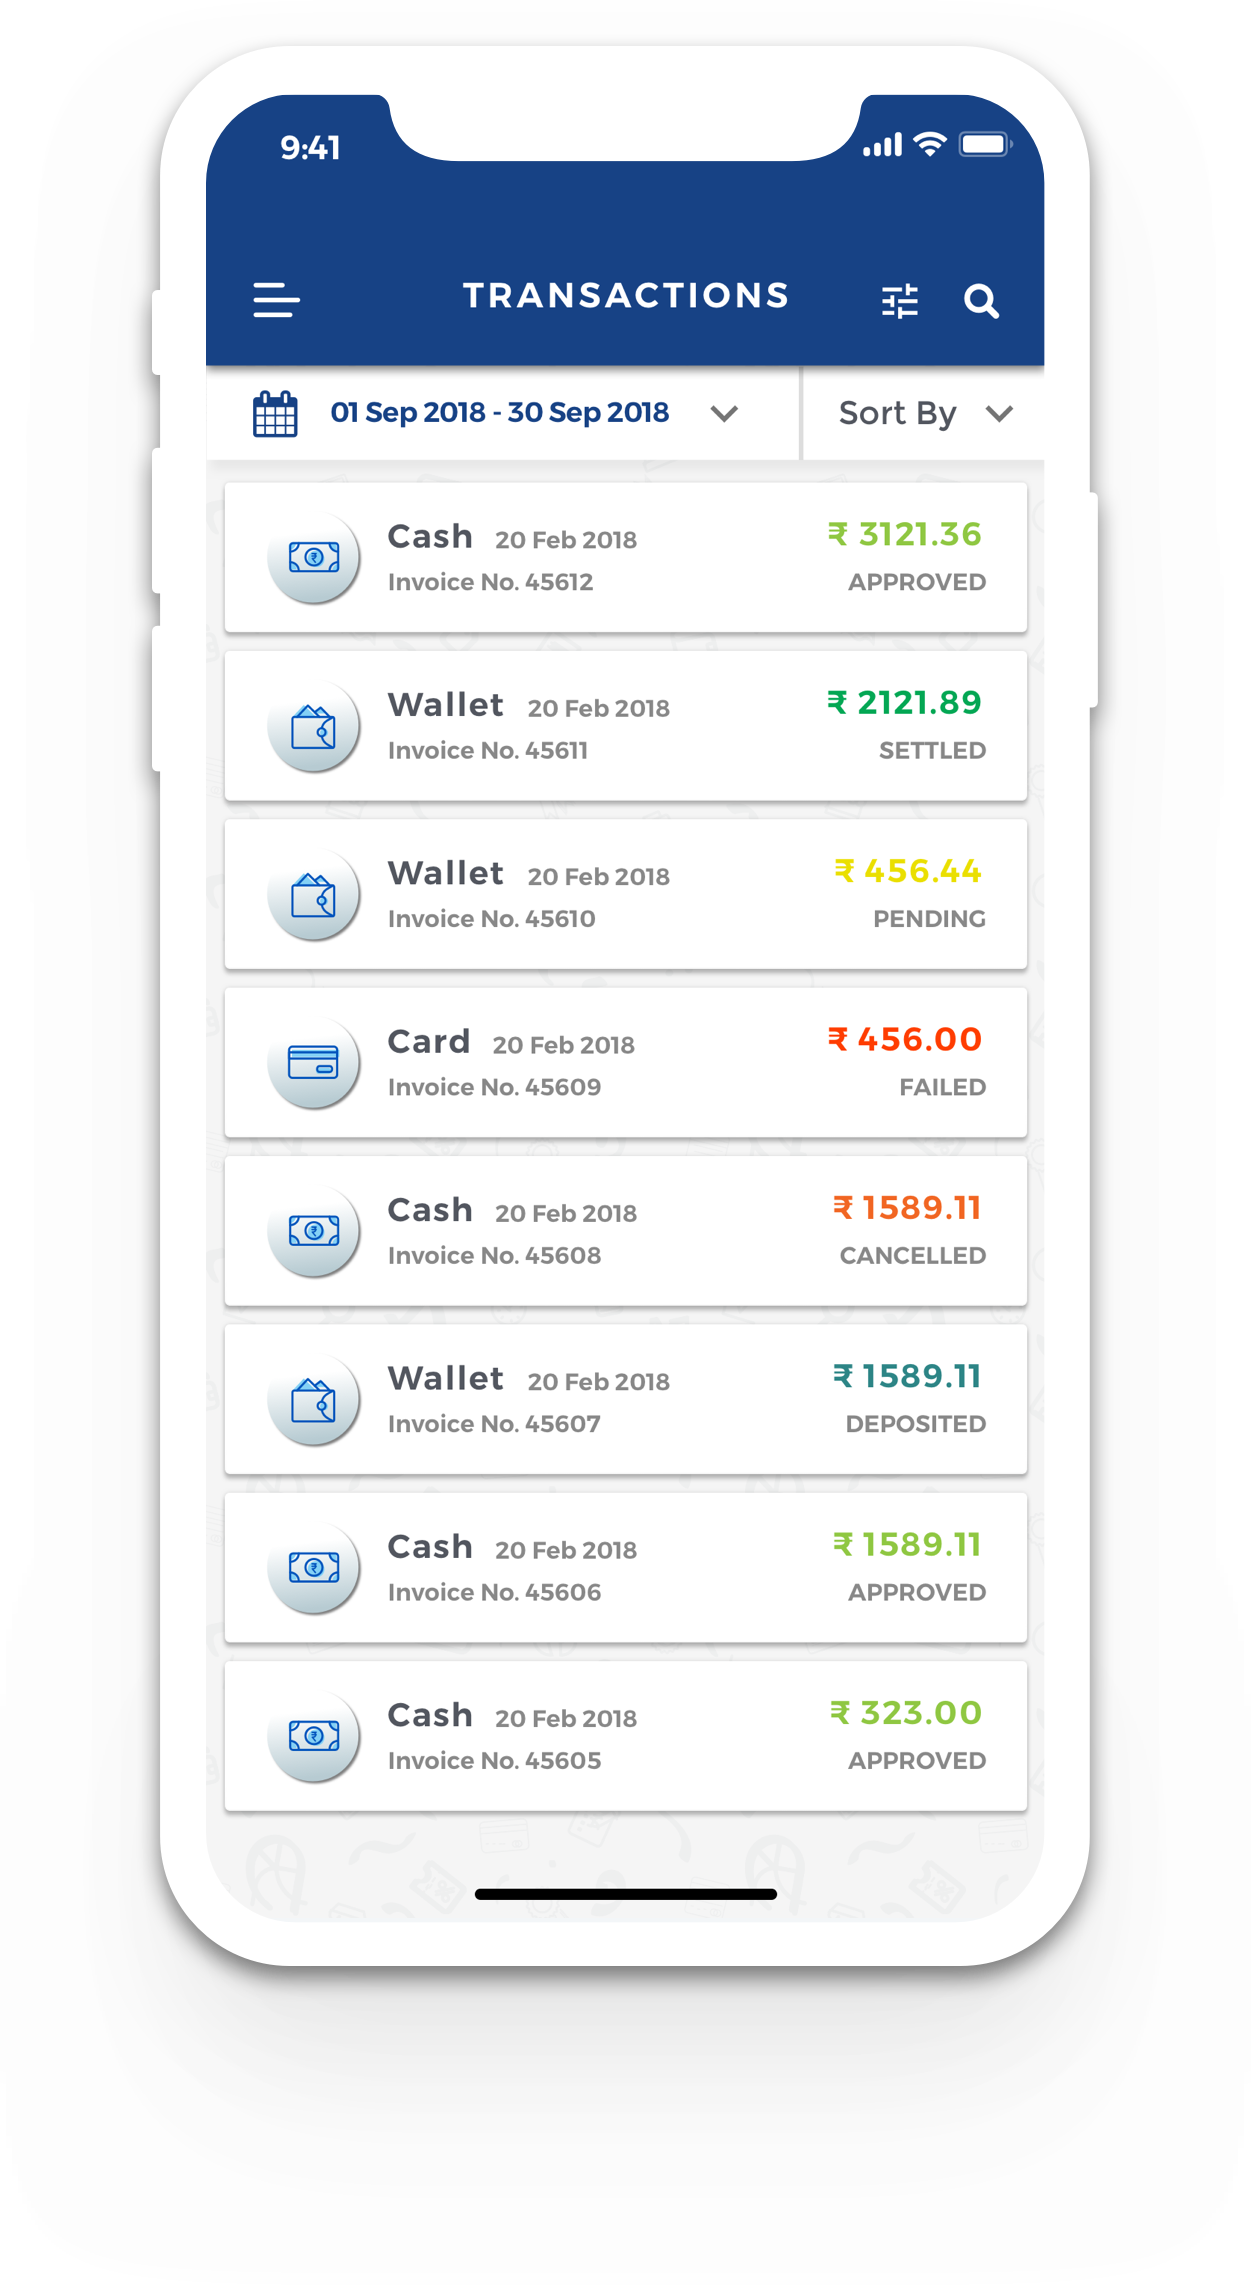 9:41
TRANSACTIONS
01 Sep 2018 - 30 Sep 2018
Sort By
Cash 20 Feb 2018 ₹ 3121.36
Invoice No. 45612 APPROVED
Wallet 20 Feb 2018 ₹ 2121.89
Invoice No. 45611 SETTLED
Wallet 20 Feb 2018 ₹ 456.44
Invoice No. 45610 PENDING
Card 20 Feb 2018 ₹ 456.00
Invoice No. 45609 FAILED
Cash 20 Feb 2018 ₹ 1589.11
Invoice No. 45608 CANCELLED
Wallet 20 Feb 2018 ₹ 1589.11
Invoice No. 45607 DEPOSITED
Cash 20 Feb 2018 ₹ 1589.11
Invoice No. 45606 APPROVED
Cash 20 Feb 2018 ₹ 323.00
Invoice No. 45605 APPROVED